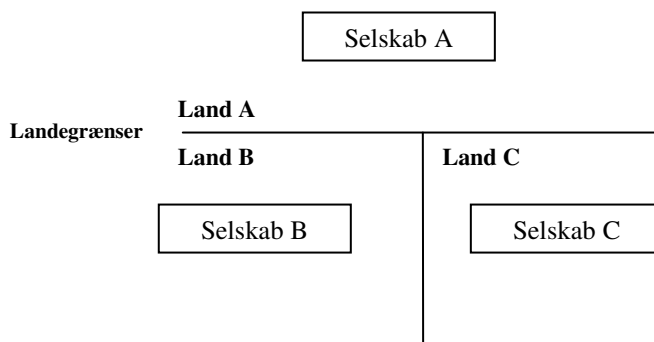 Selskab A
Land A
Landegrænser
Land B
Land C
Selskab B
Selskab C